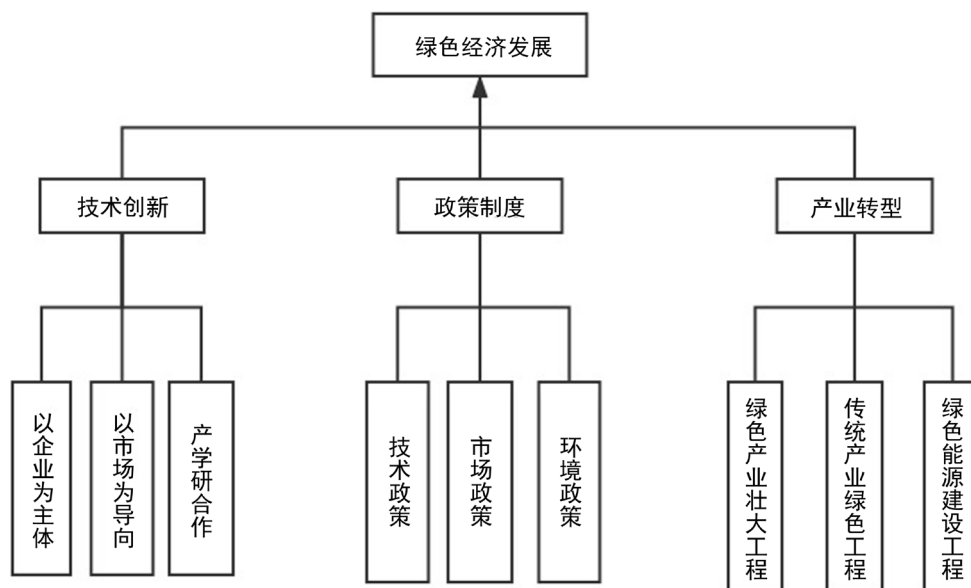 绿色经济发展
技术创新
政策制度
产业转型
以企业为主体
以市场为导向
产学研合作
技术政策
市场政策
环境政策
绿色产业壮大工程
传统产业绿色工程
绿色能源建设工程